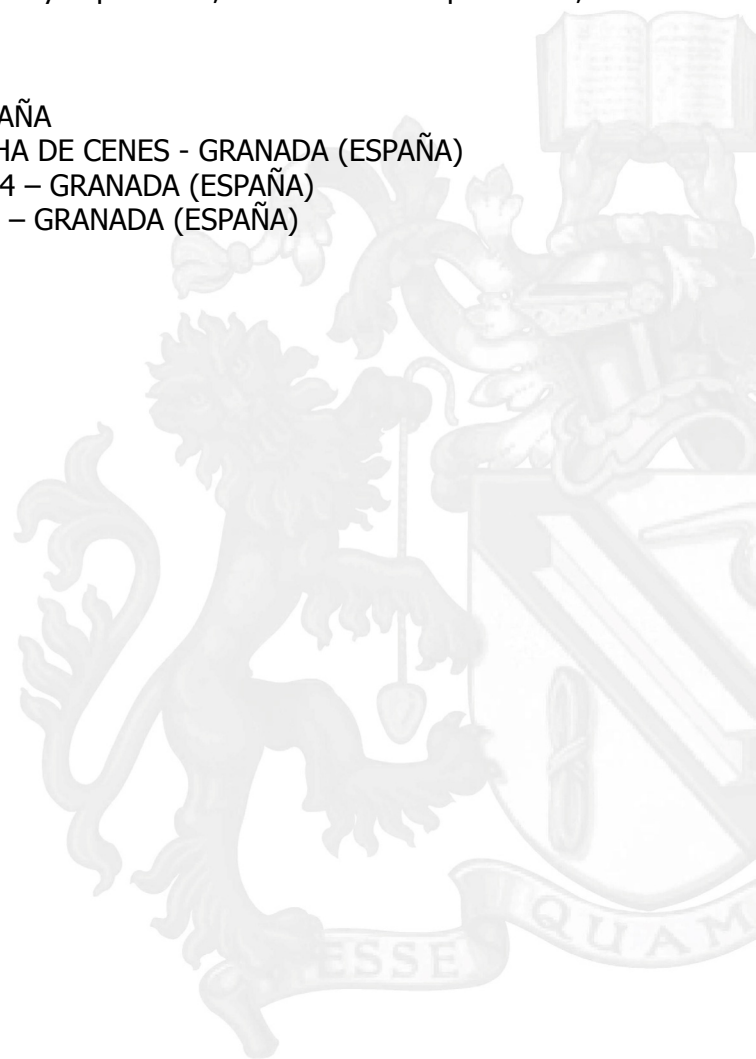 AÑA
HA DE CENES - GRANADA (ESPAÑA)
4 – GRANADA (ESPAÑA)
– GRANADA (ESPAÑA)
ESSE QUAM